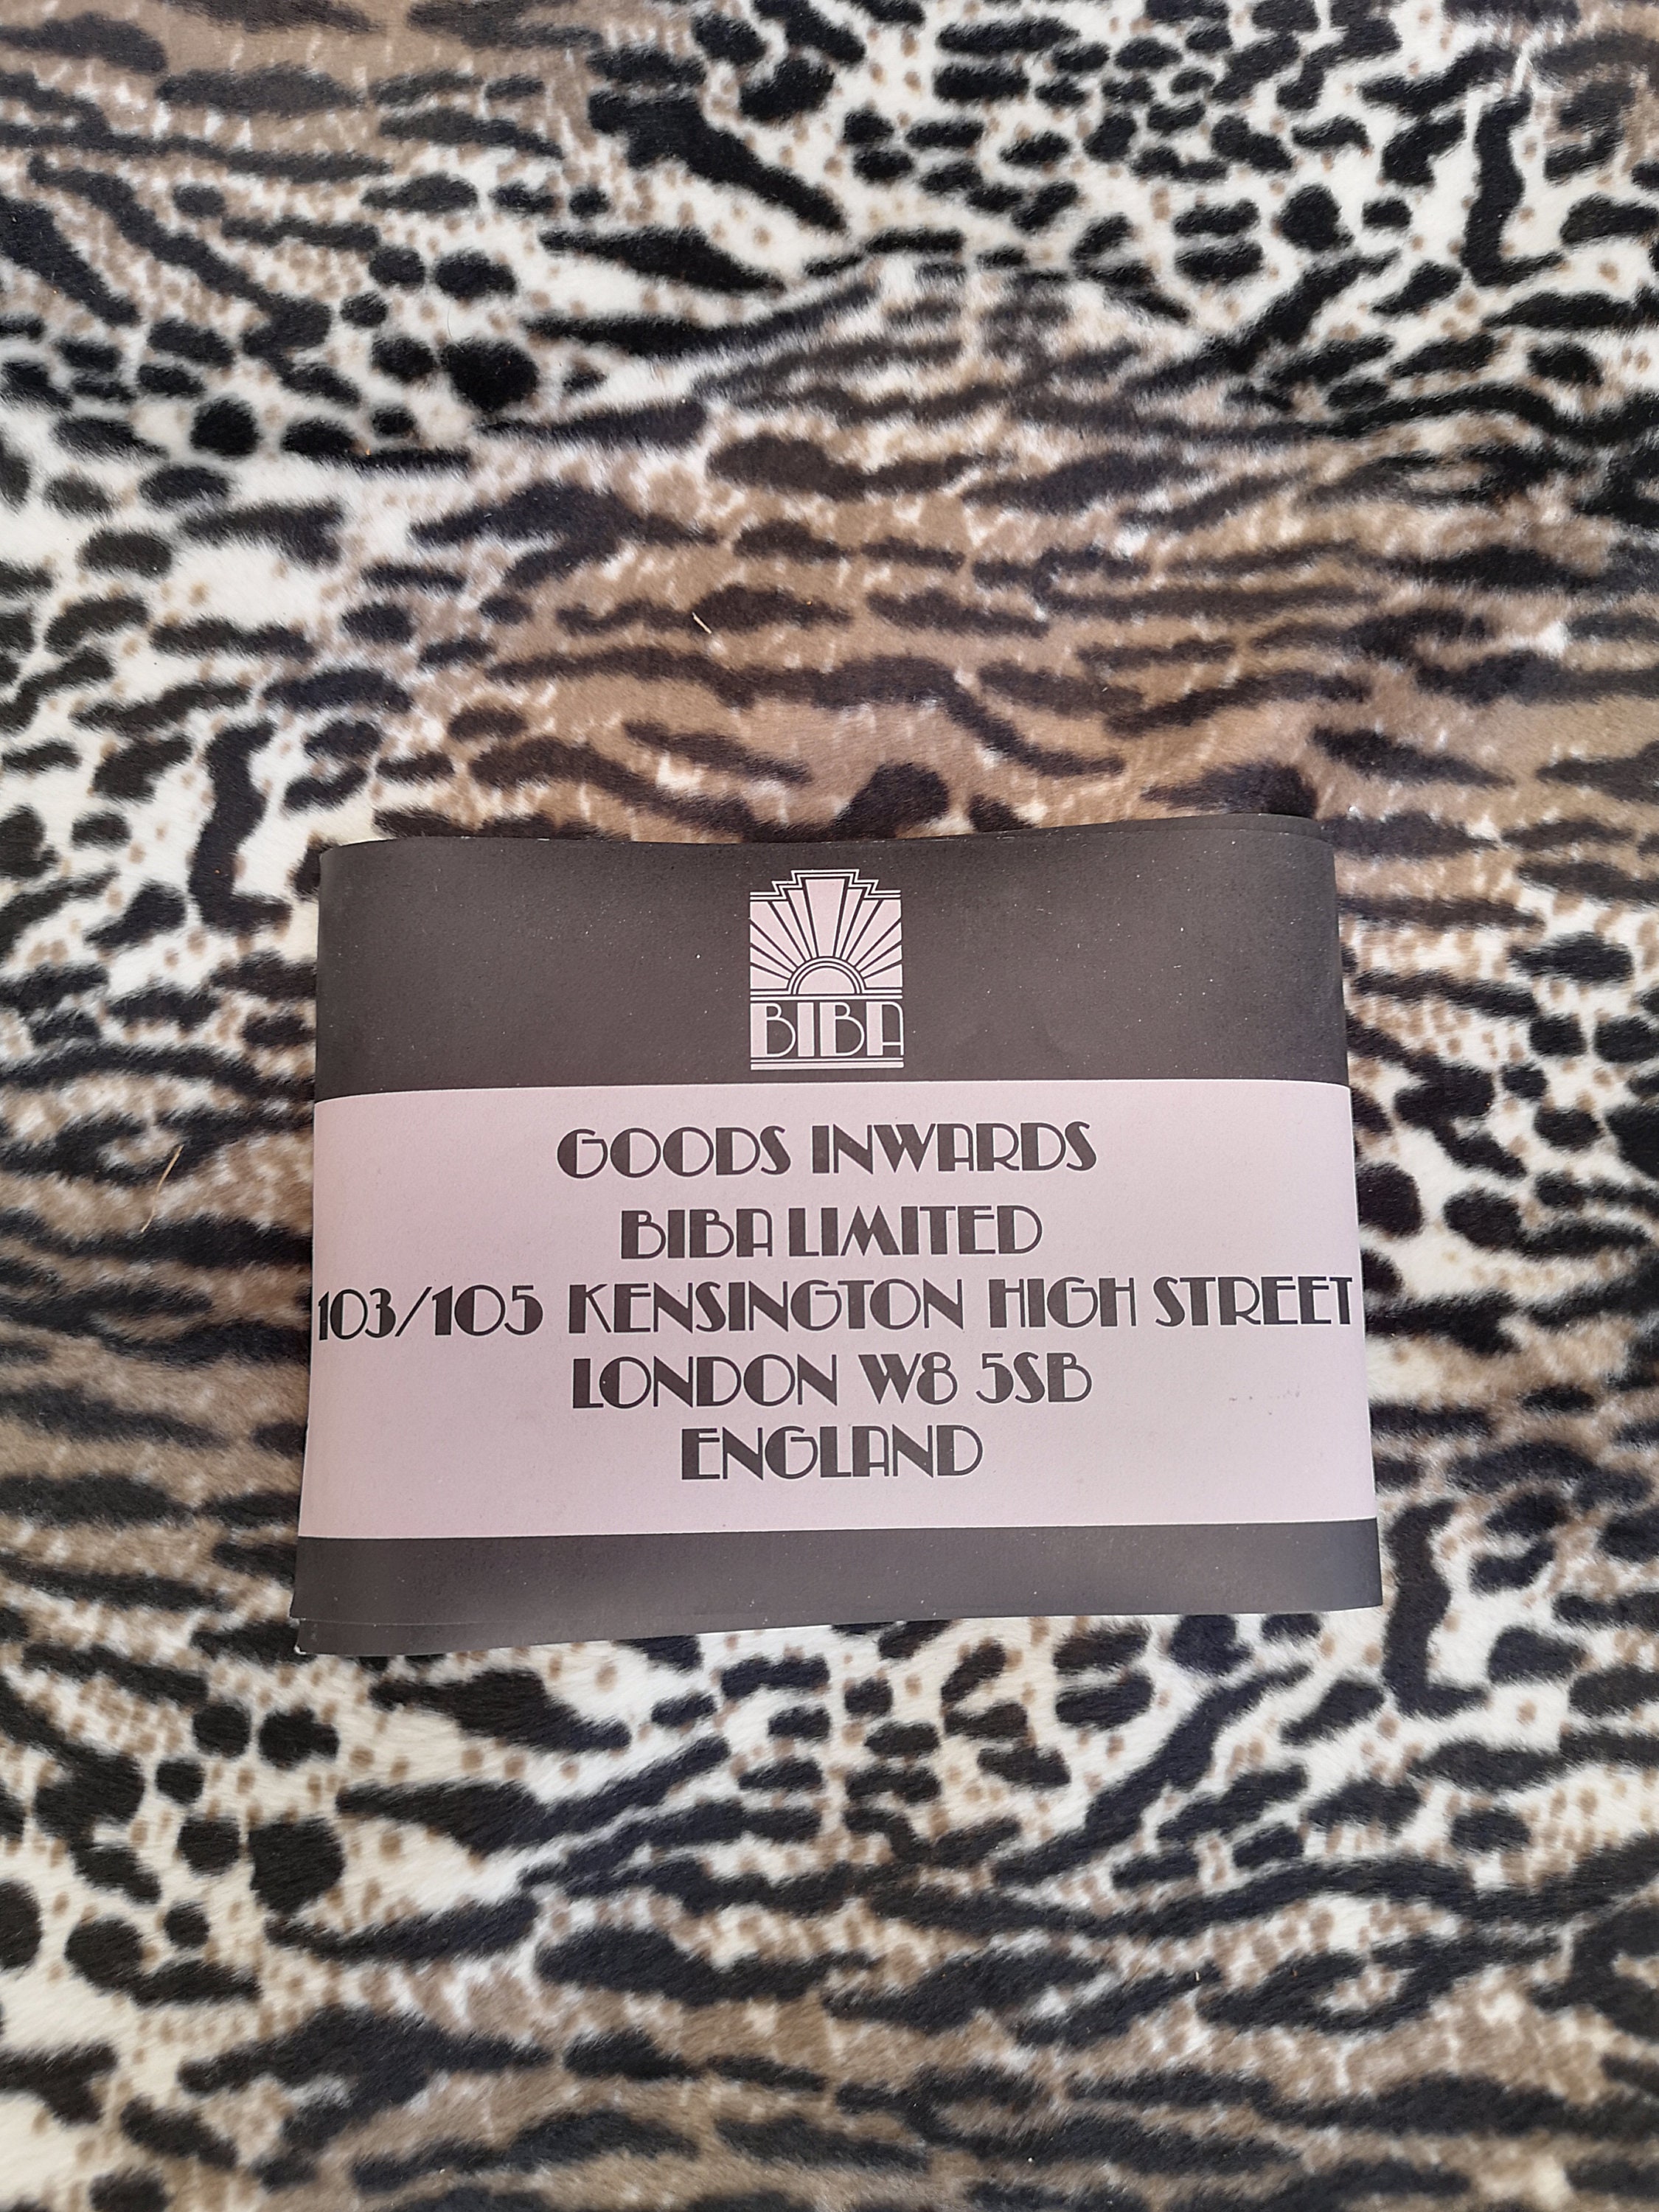 BIBA
GOODS INWARDS
BIBA LIMITED
103/105 KENSINGTON HIGH STREET
LONDON W8 5SB
ENGLAND